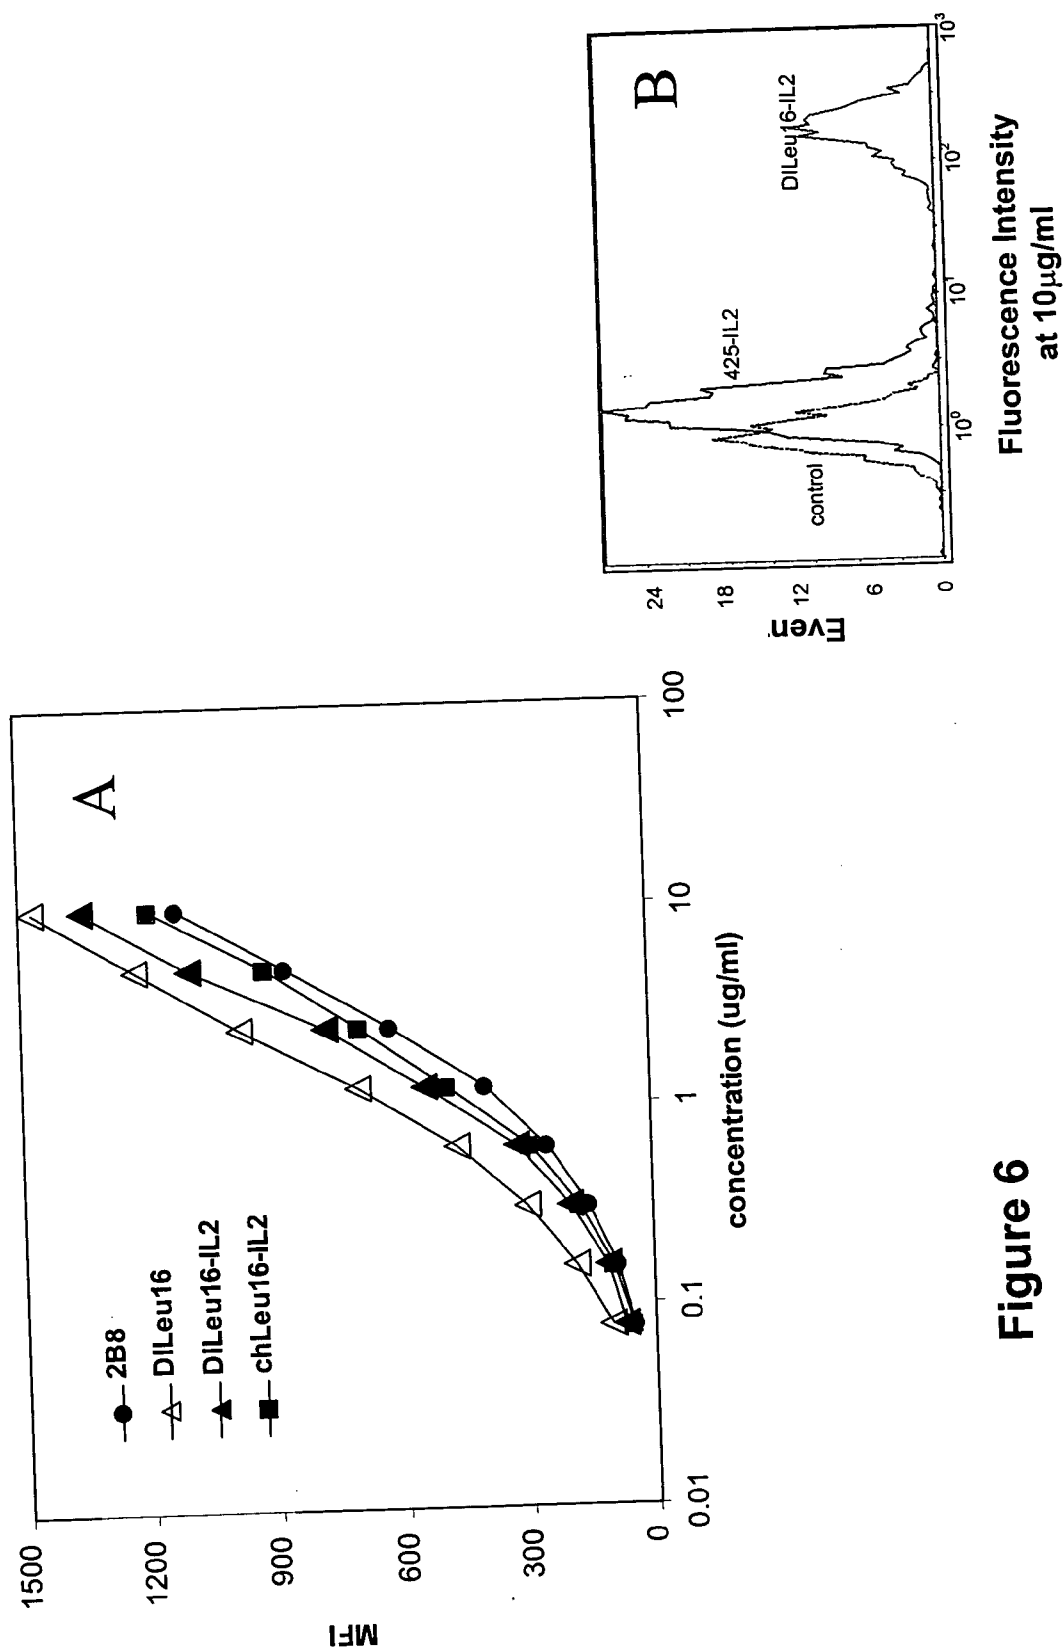 A
1500
1200
900
600
300
0
MFI
2B8
DILeu16
DILeu16-IL2
chLeu16-IL2
0.01
0.1
1
10
100
concentration (ug/ml)
B
24
18
12
6
0
Even
control
425-IL2
DILeu16-IL2
10⁰
10¹
10²
10³
Fluorescence Intensity
at 10µg/ml
Figure 6